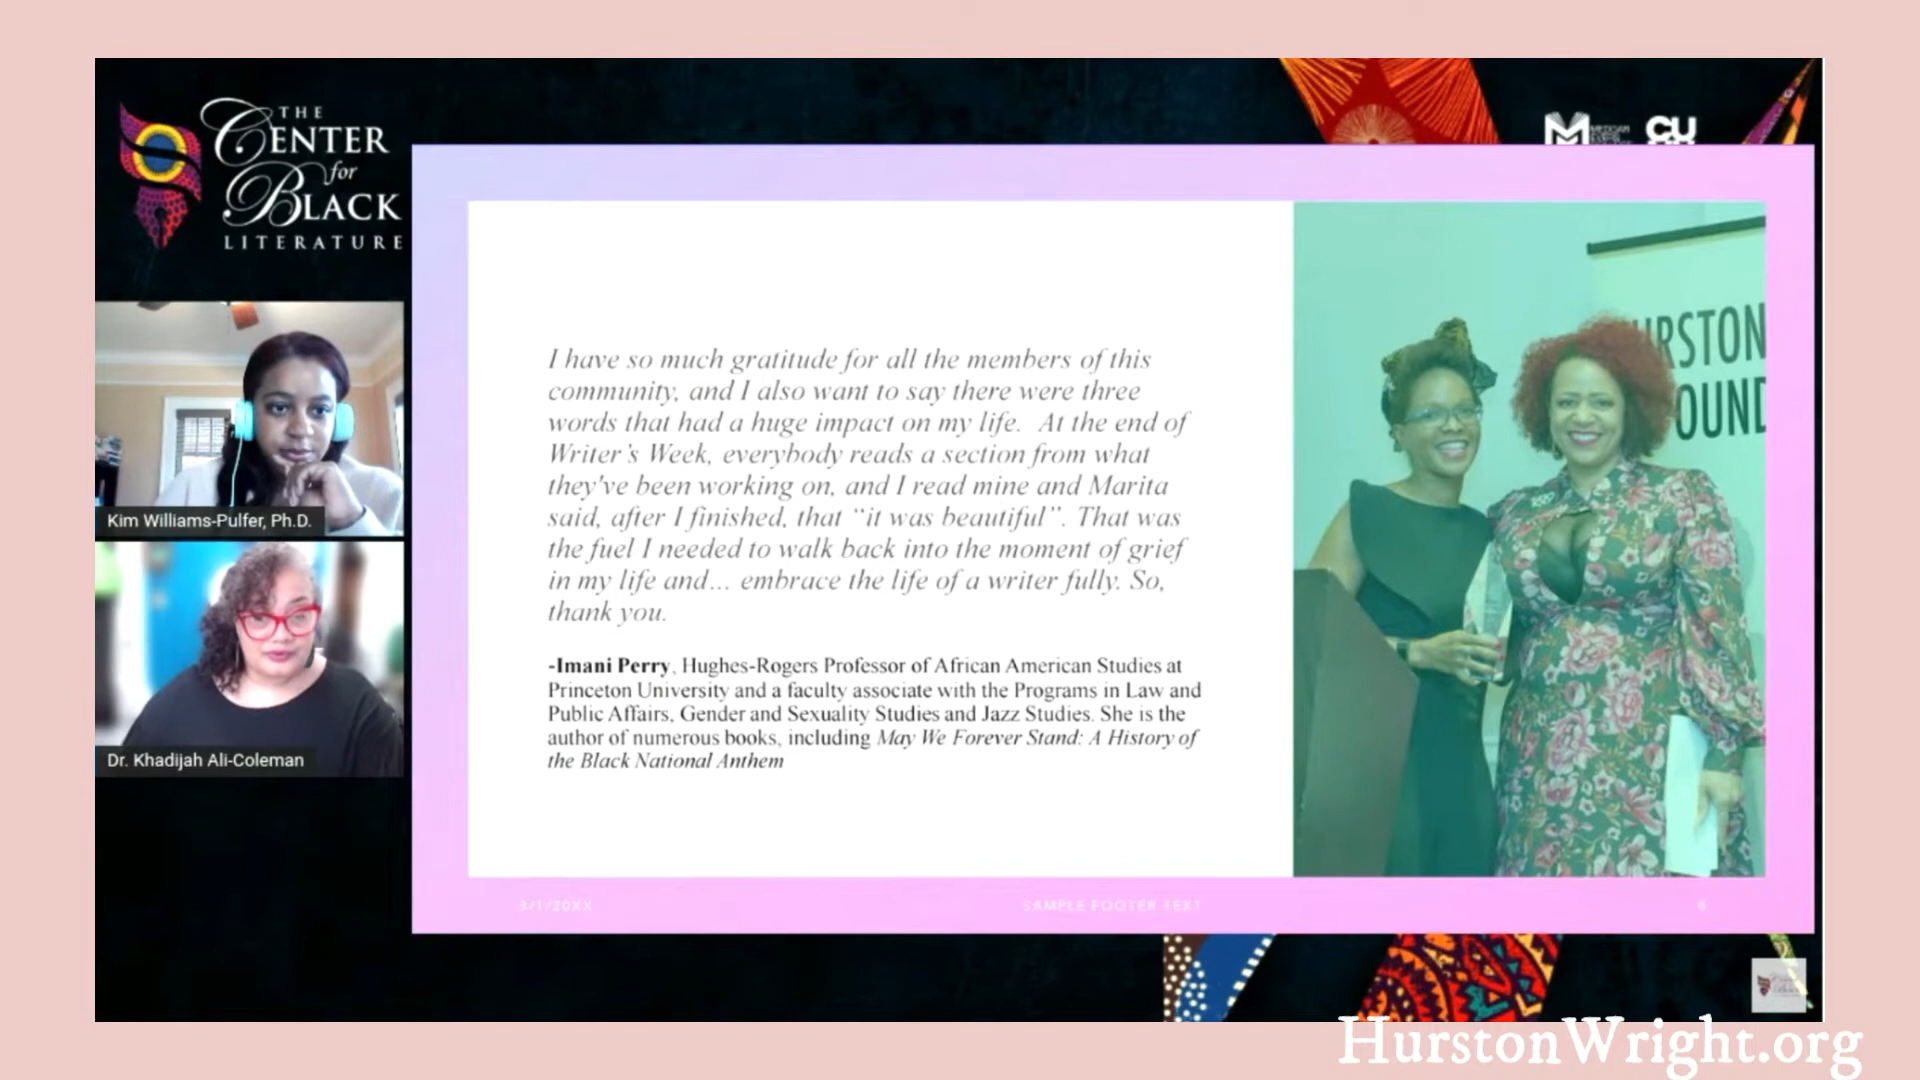 THE
CENTER
for
BLACK
LITERATURE
CU
Kim Williams-Pulfer, Ph.D.
Dr. Khadijah Ali-Coleman
I have so much gratitude for all the members of this
community, and I also want to say there were three
words that had a huge impact on my life. At the end of
Writer's Week, everybody reads a section from what
they've been working on, and I read mine and Marita
said, after I finished, that “it was beautiful”. That was
the fuel I needed to walk back into the moment of grief
in my life and... embrace the life of a writer fully. So,
thank you.
-Imani Perry, Hughes-Rogers Professor of African American Studies at
Princeton University and a faculty associate with the Programs in Law and
Public Affairs, Gender and Sexuality Studies and Jazz Studies. She is the
author of numerous books, including May We Forever Stand: A History of
the Black National Anthem
URSTON
OUND
3/1/20XX
SAMPLE FOOTER TEXT
HurstonWright.org